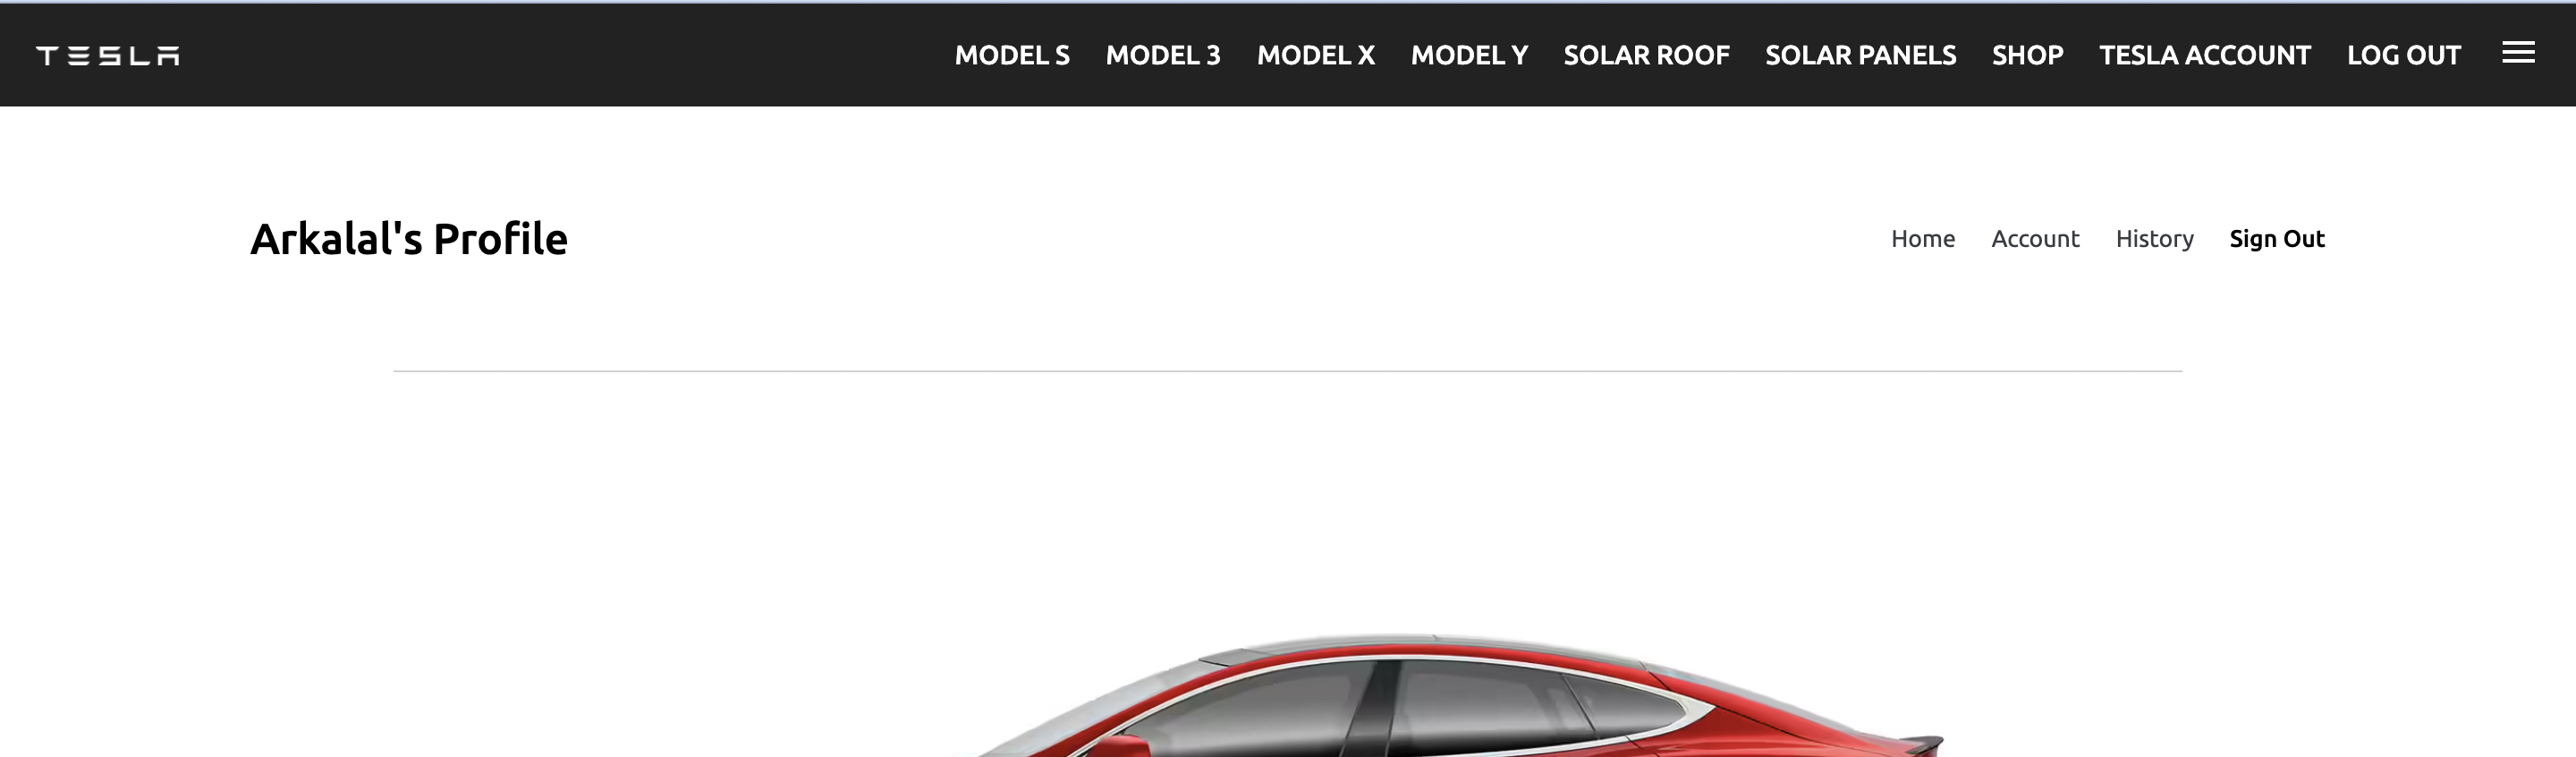 TESLA MODEL S MODEL 3 MODEL X MODEL Y SOLAR ROOF SOLAR PANELS SHOP TESLA ACCOUNT LOG OUT
Arkalal's Profile Home Account History Sign Out